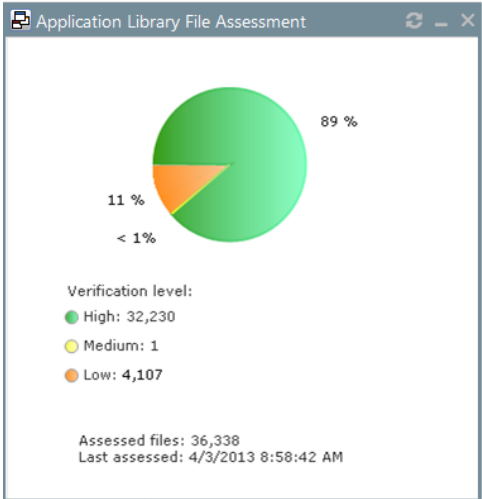 Application Library File Assessment
89 %
11 %
< 1%
Verification level:
High: 32,230
Medium: 1
Low: 4,107
Assessed files: 36,338
Last assessed: 4/3/2013 8:58:42 AM